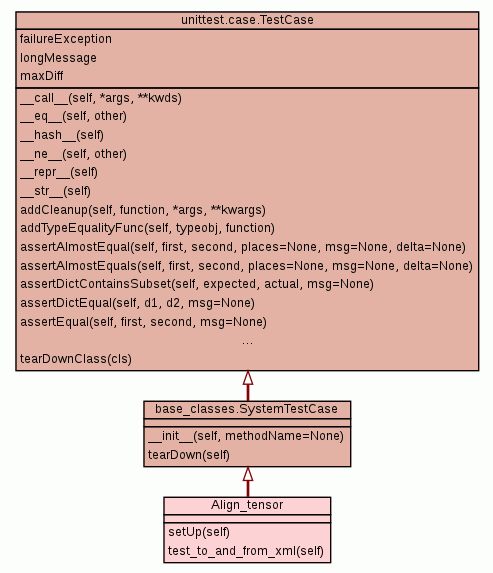 unittest.case.TestCase
failureException
longMessage
maxDiff
__call__(self, *args, **kwds)
__eq__(self, other)
__hash__(self)
__ne__(self, other)
__repr__(self)
__str__(self)
addCleanup(self, function, *args, **kwargs)
addTypeEqualityFunc(self, typeobj, function)
assertAlmostEqual(self, first, second, places=None, msg=None, delta=None)
assertAlmostEquals(self, first, second, places=None, msg=None, delta=None)
assertDictContainsSubset(self, expected, actual, msg=None)
assertDictEqual(self, d1, d2, msg=None)
assertEqual(self, first, second, msg=None)
...
tearDownClass(cls)
base_classes.SystemTestCase
__init__(self, methodName=None)
tearDown(self)
Align_tensor
setUp(self)
test_to_and_from_xml(self)